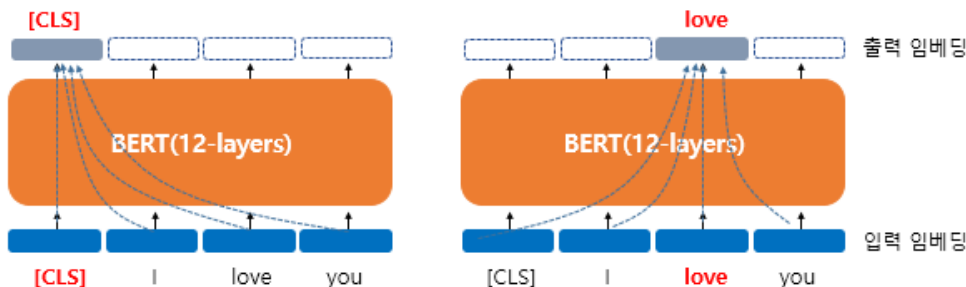 [CLS]
love
출력 임베딩
BERT(12-layers)
BERT(12-layers)
입력 임베딩
[CLS] I love you
[CLS] I love you